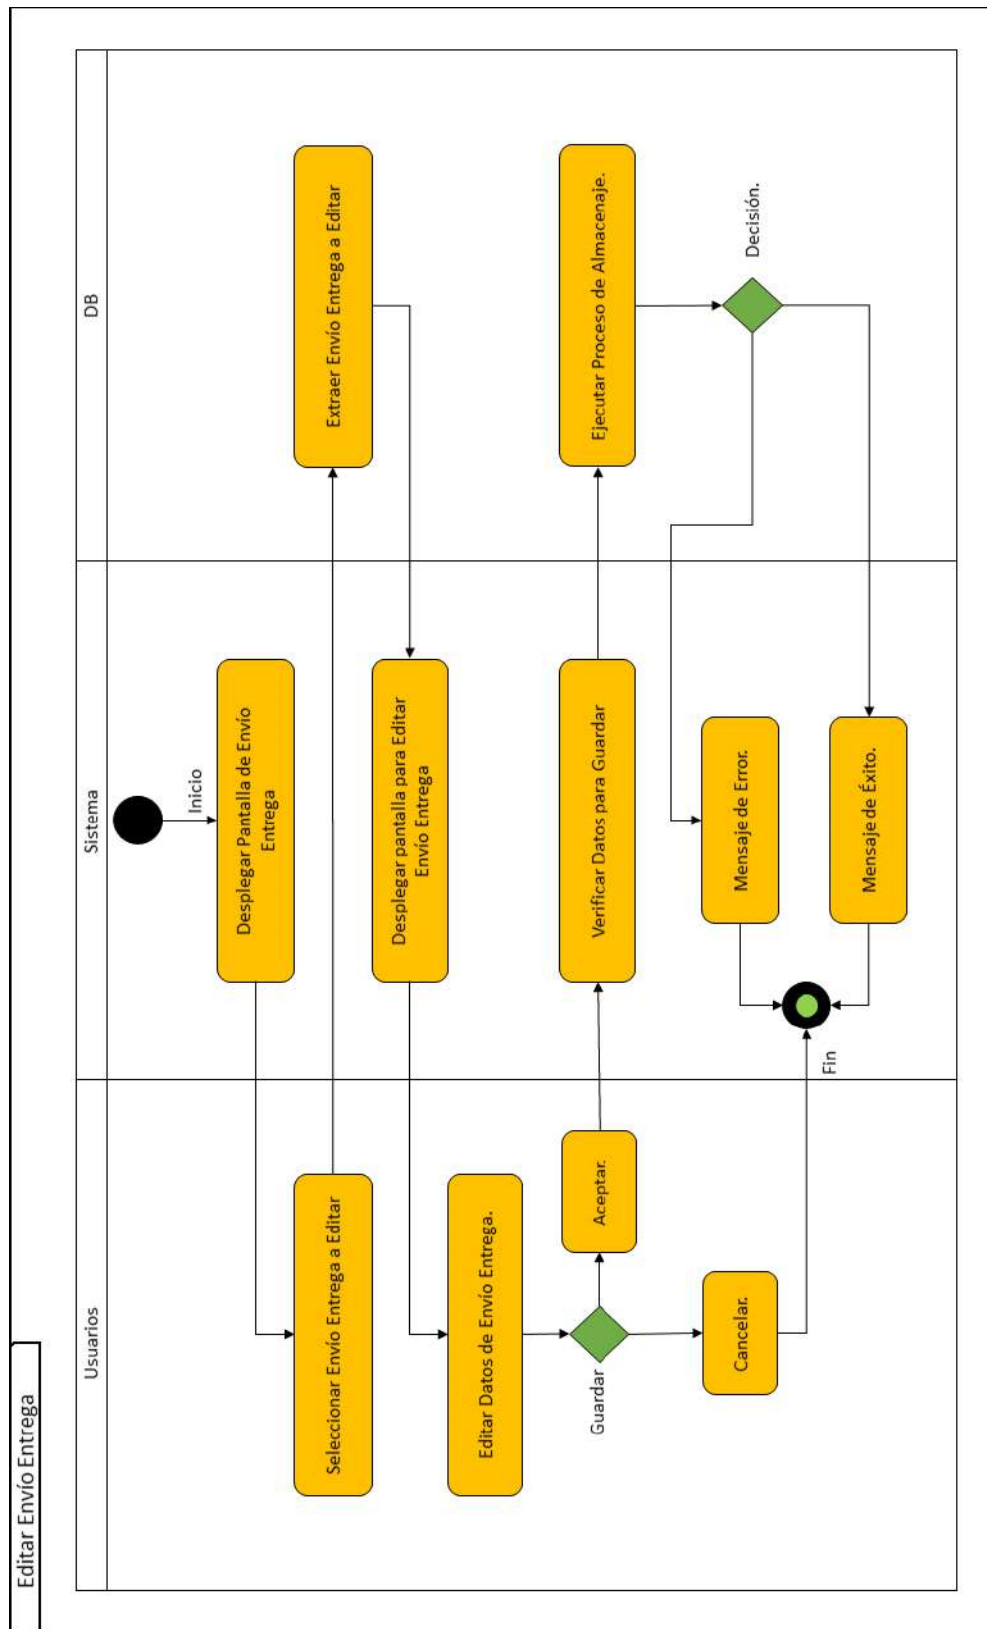 Editar Envío Entrega
Usuarios
Sistema
DB
Inicio
Desplegar Pantalla de Envío
Entrega
Seleccionar Envío Entrega a Editar
Extraer Envío Entrega a Editar
Desplegar pantalla para Editar
Envío Entrega
Editar Datos de Envío Entrega.
Guardar
Aceptar.
Verificar Datos para Guardar
Ejecutar Proceso de Almacenaje.
Cancelar.
Mensaje de Error.
Decisión.
Fin
Mensaje de Éxito.